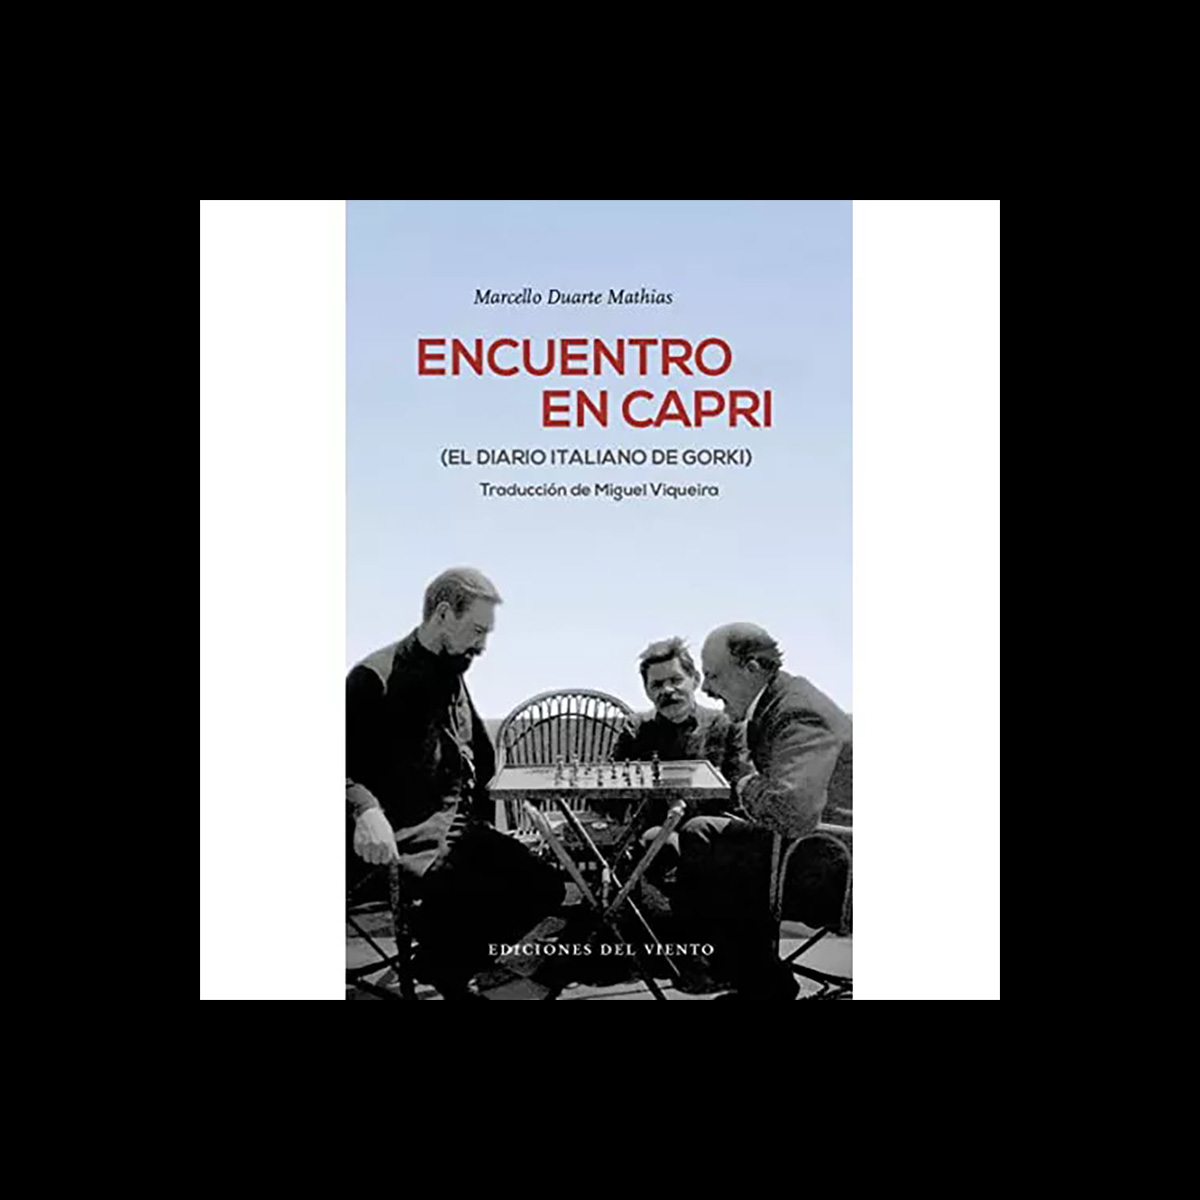 Marcello Duarte Mathias
ENCUENTRO
EN CAPRI
(EL DIARIO ITALIANO DE GORKI)
Traducción de Miguel Viqueira
EDICIONES DEL VIENTO